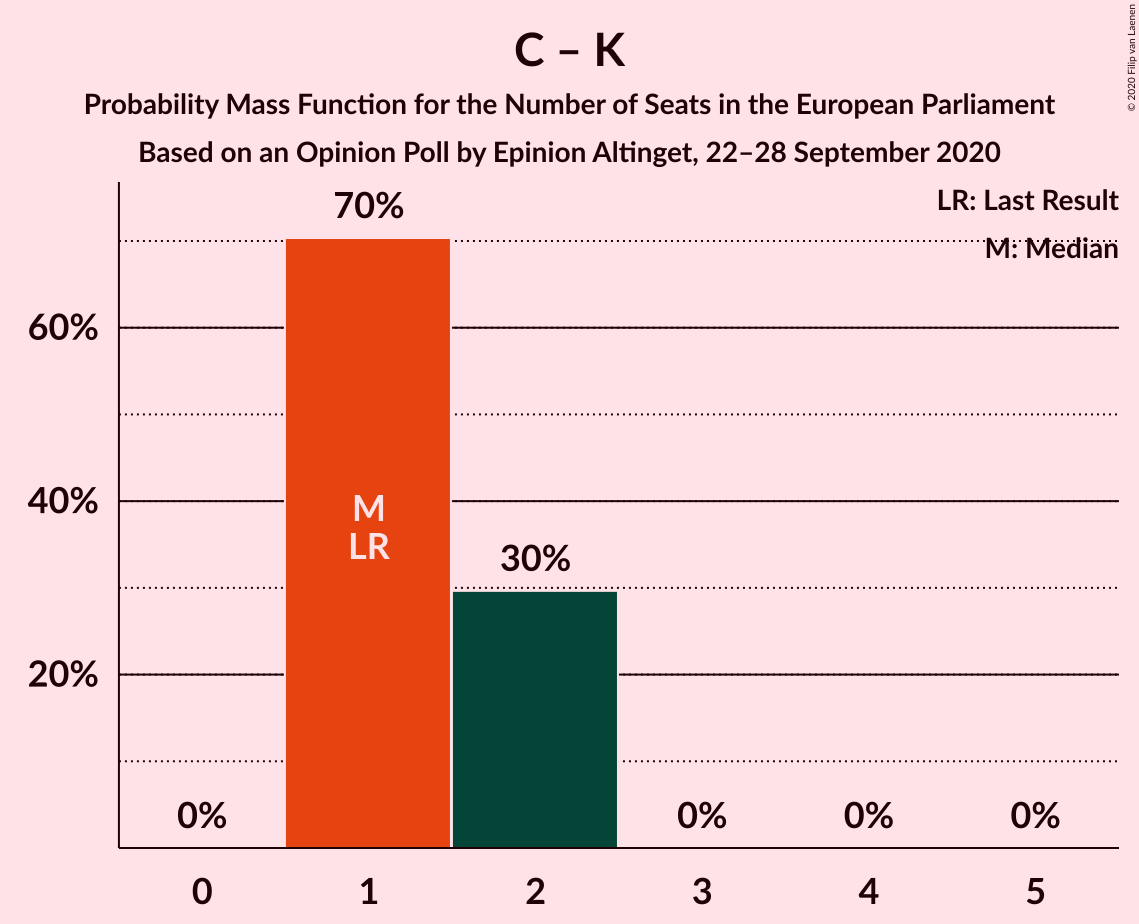 C – K
Probability Mass Function for the Number of Seats in the European Parliament
Based on an Opinion Poll by Epinion Altinget, 22–28 September 2020
© 2020 Filip van Laenen
LR: Last Result
M: Median
70%
60%
40%
M
LR
30%
20%
0% 0% 0% 0%
0 1 2 3 4 5